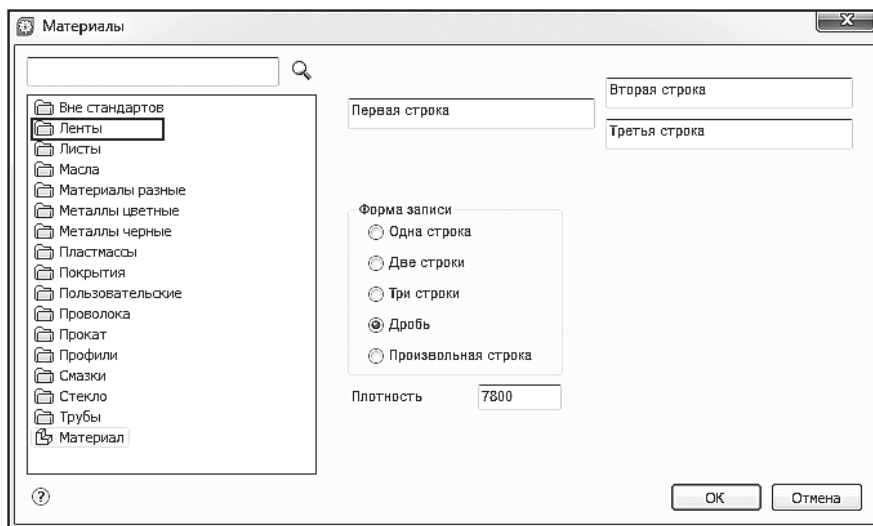 Материалы
Вне стандартов
Ленты
Листы
Масла
Материалы разные
Металлы цветные
Металлы черные
Пластмассы
Покрытия
Пользовательские
Проволока
Прокат
Профили
Смазки
Стекло
Трубы
Материал
Первая строка
Вторая строка
Третья строка
Форма записи
Одна строка
Две строки
Три строки
Дробь
Произвольная строка
Плотность 7800
?
OK Отмена